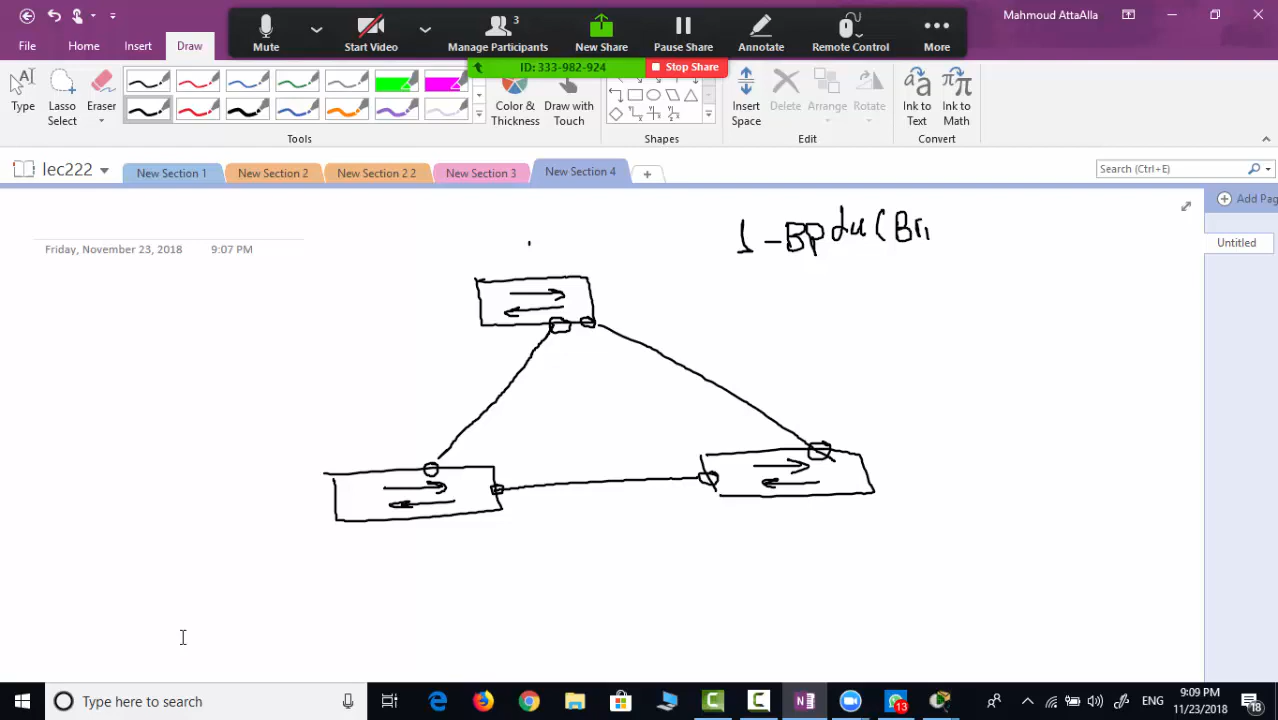 Mahmoud AttaAlla
File Home Insert Draw
Mute Start Video Manage Participants 3 New Share Pause Share Annotate Remote Control More
ID: 333-982-924 Stop Share
Type Lasso Select Eraser Color & Thickness Draw with Touch Insert Space Delete Arrange Rotate Ink to Text Ink to Math
Tools Shapes Edit Convert
lec222 New Section 1 New Section 2 New Section 2 2 New Section 3 New Section 4 Search (Ctrl+E)
Add Pag
Untitled
Friday, November 23, 2018 9:07 PM
1 -BPdu(Bri
Type here to search
13
ENG
9:09 PM
11/23/2018
18